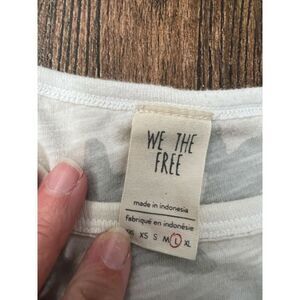 WE THE
FREE
made in indonesia
fabriqué en indonésie
XS S M L XL